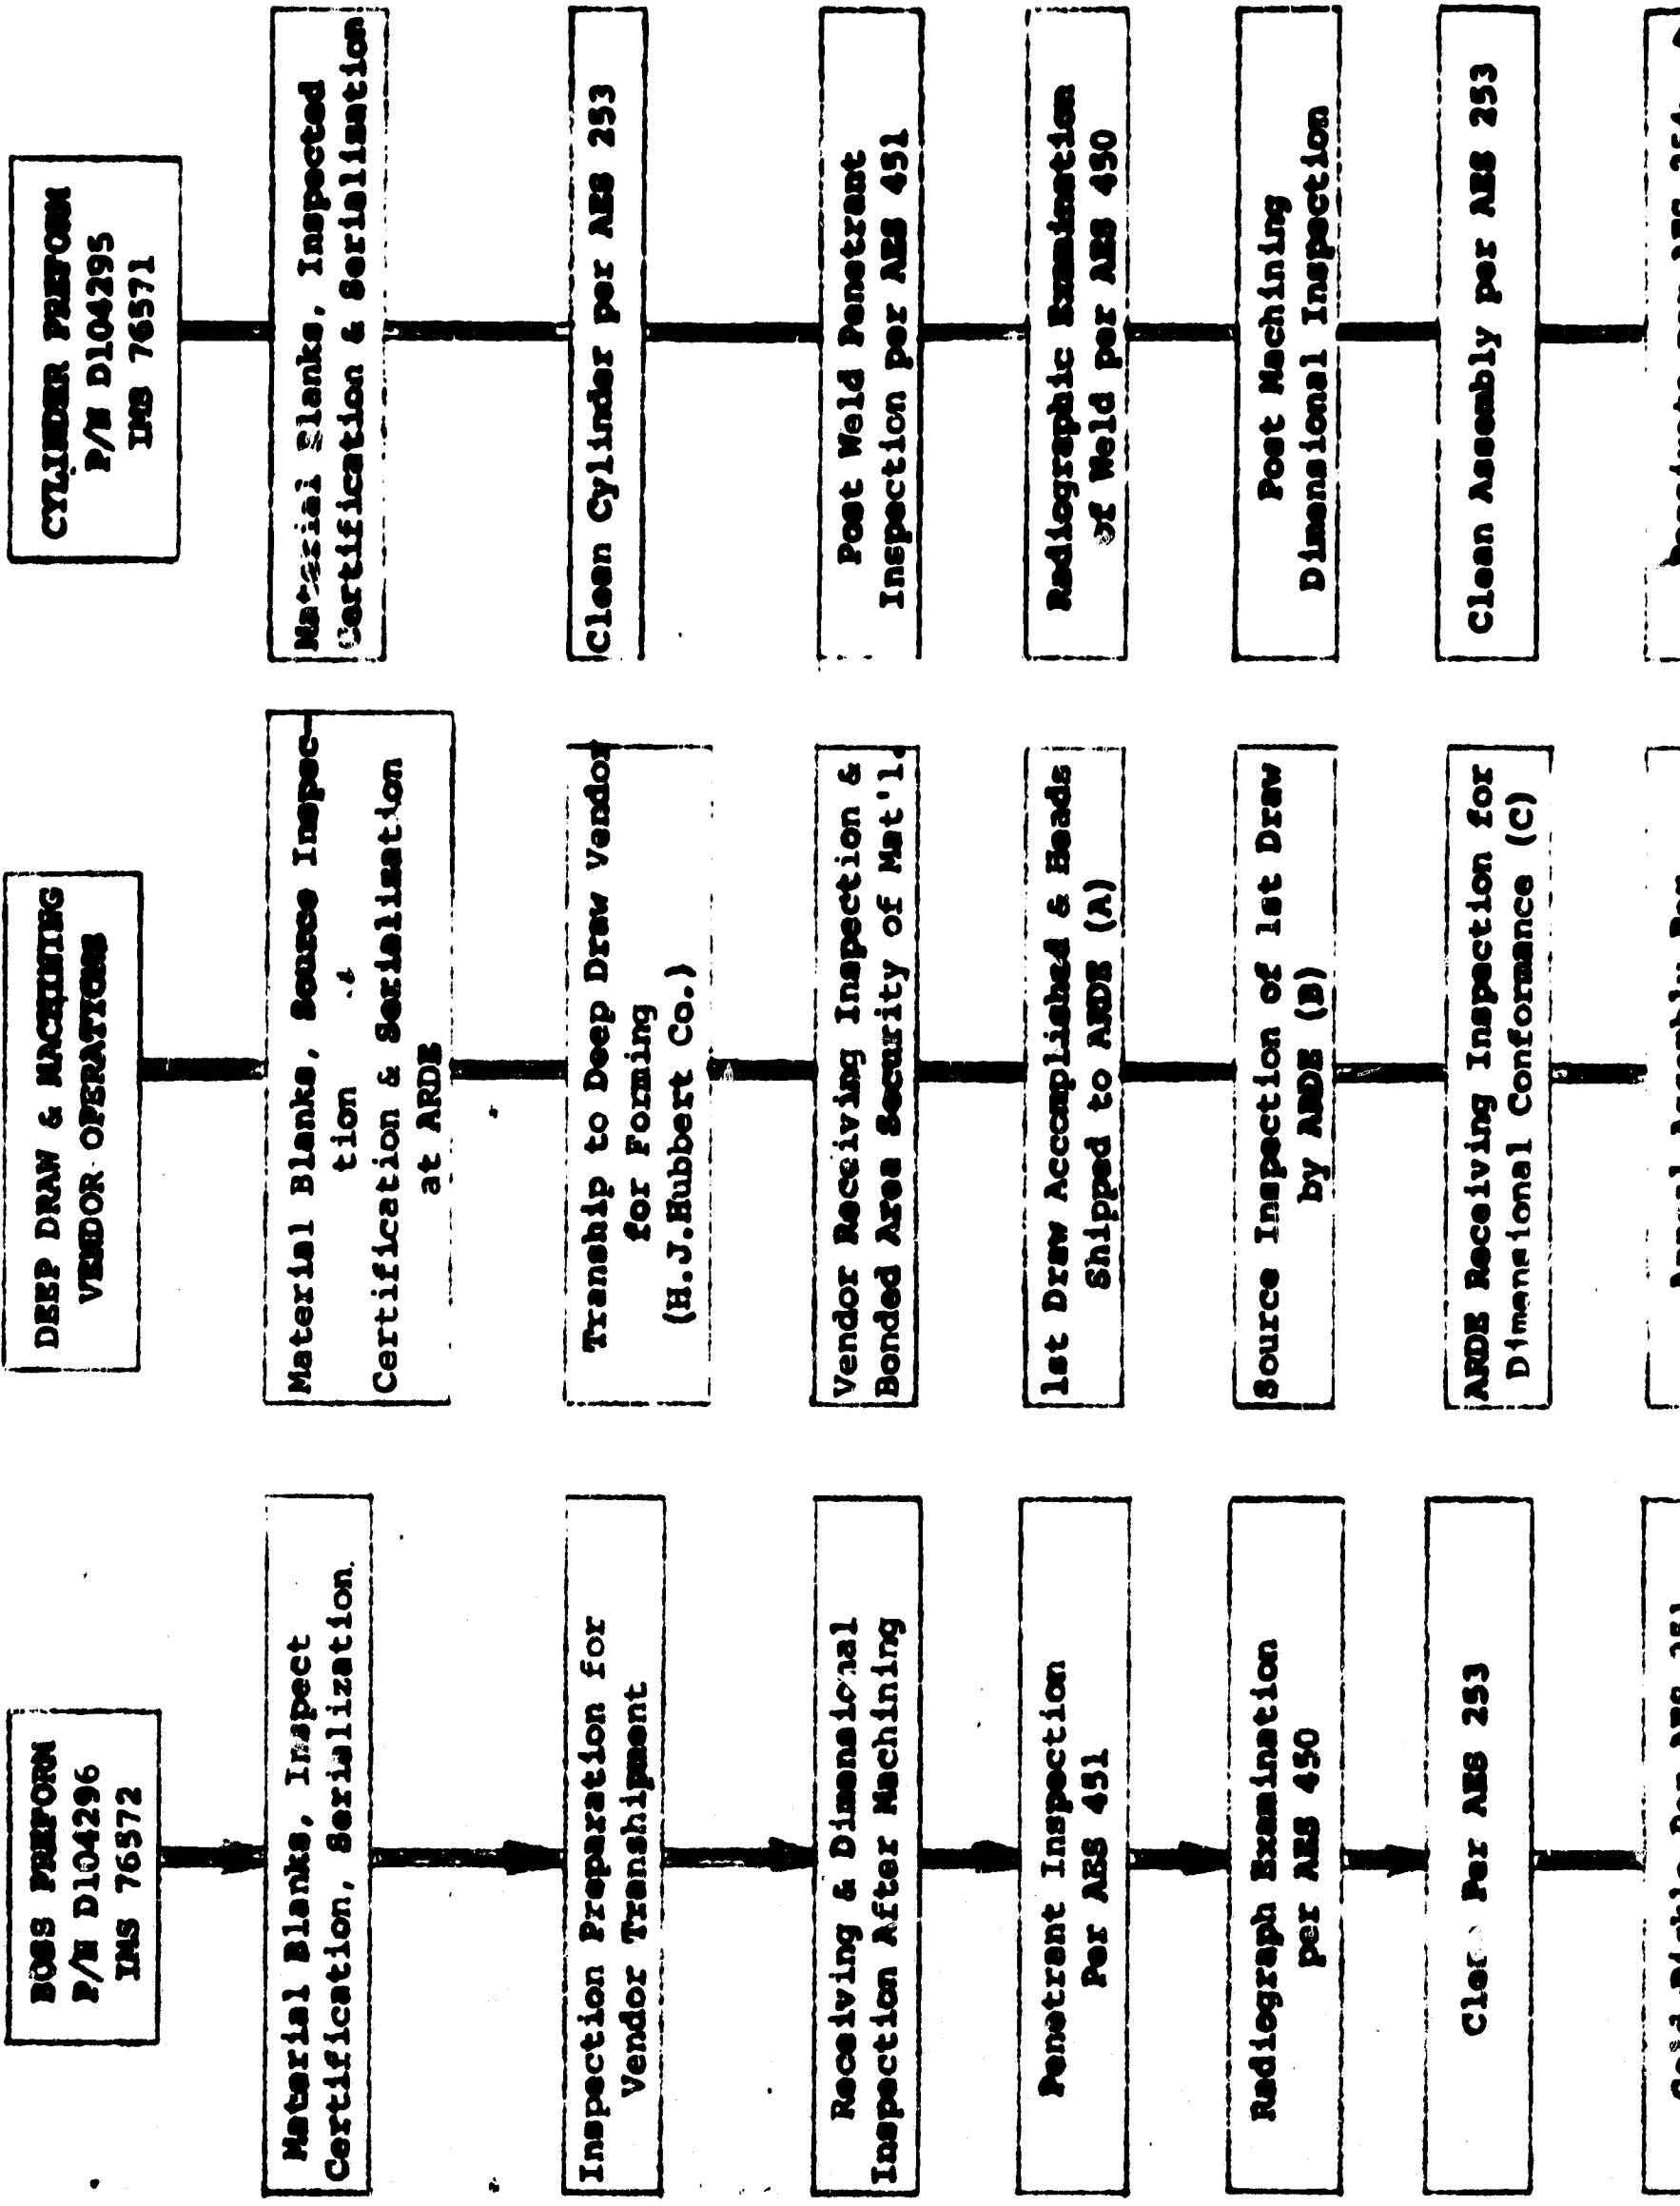 BOSS PREFORM
P/N D104296
IMS 76572
Material Blanks, Inspect
Certification, Serialization
Inspection Preparation for
Vendor Transhipment
Receiving & Dimensional
Inspection After Machining
Penetrant Inspection
Per AES 451
Radiograph Examination
per AES 450
Clean Per AES 253
DEEP DRAW & MACHINING
VENDOR OPERATIONS
Material Blanks, Source Inspec-
tion &
Certification & Serialisation
at ARDE
Tranship to Deep Draw Vendor
for Forming
(H.J.Hubbert Co.)
Vendor Receiving Inspection &
Bonded Area Security of Mat'l.
1st Draw Accomplished & Heads
Shipped to ARDE (A)
Source Inspection of 1st Draw
by ARDE (B)
ARDE Receiving Inspection for
Dimensional Conformance (C)
CYLINDER PREFORM
P/N D104295
IMS 76571
Material Blanks, Inspected
Certification & Serialisation
Clean Cylinder per AES 253
Post Weld Penetrant
Inspection per AES 451
Radiographic Examination
of Weld per AES 450
Post Machining
Dimensional Inspection
Clean Assembly per AES 253